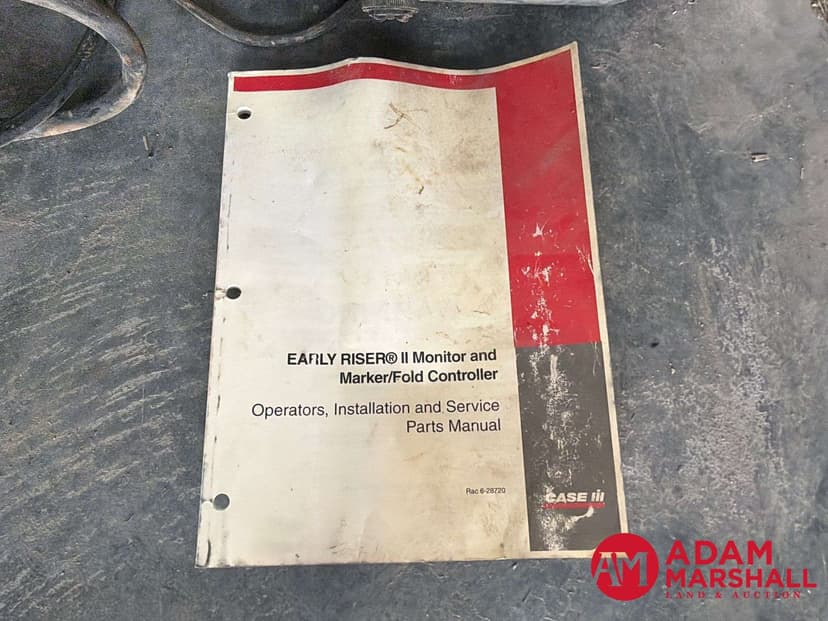 EARLY RISER® II Monitor and
Marker/Fold Controller
Operators, Installation and Service
Parts Manual
Rac 6-28720
CASE III
AM ADAM
MARSHALL
LAND & AUCTION